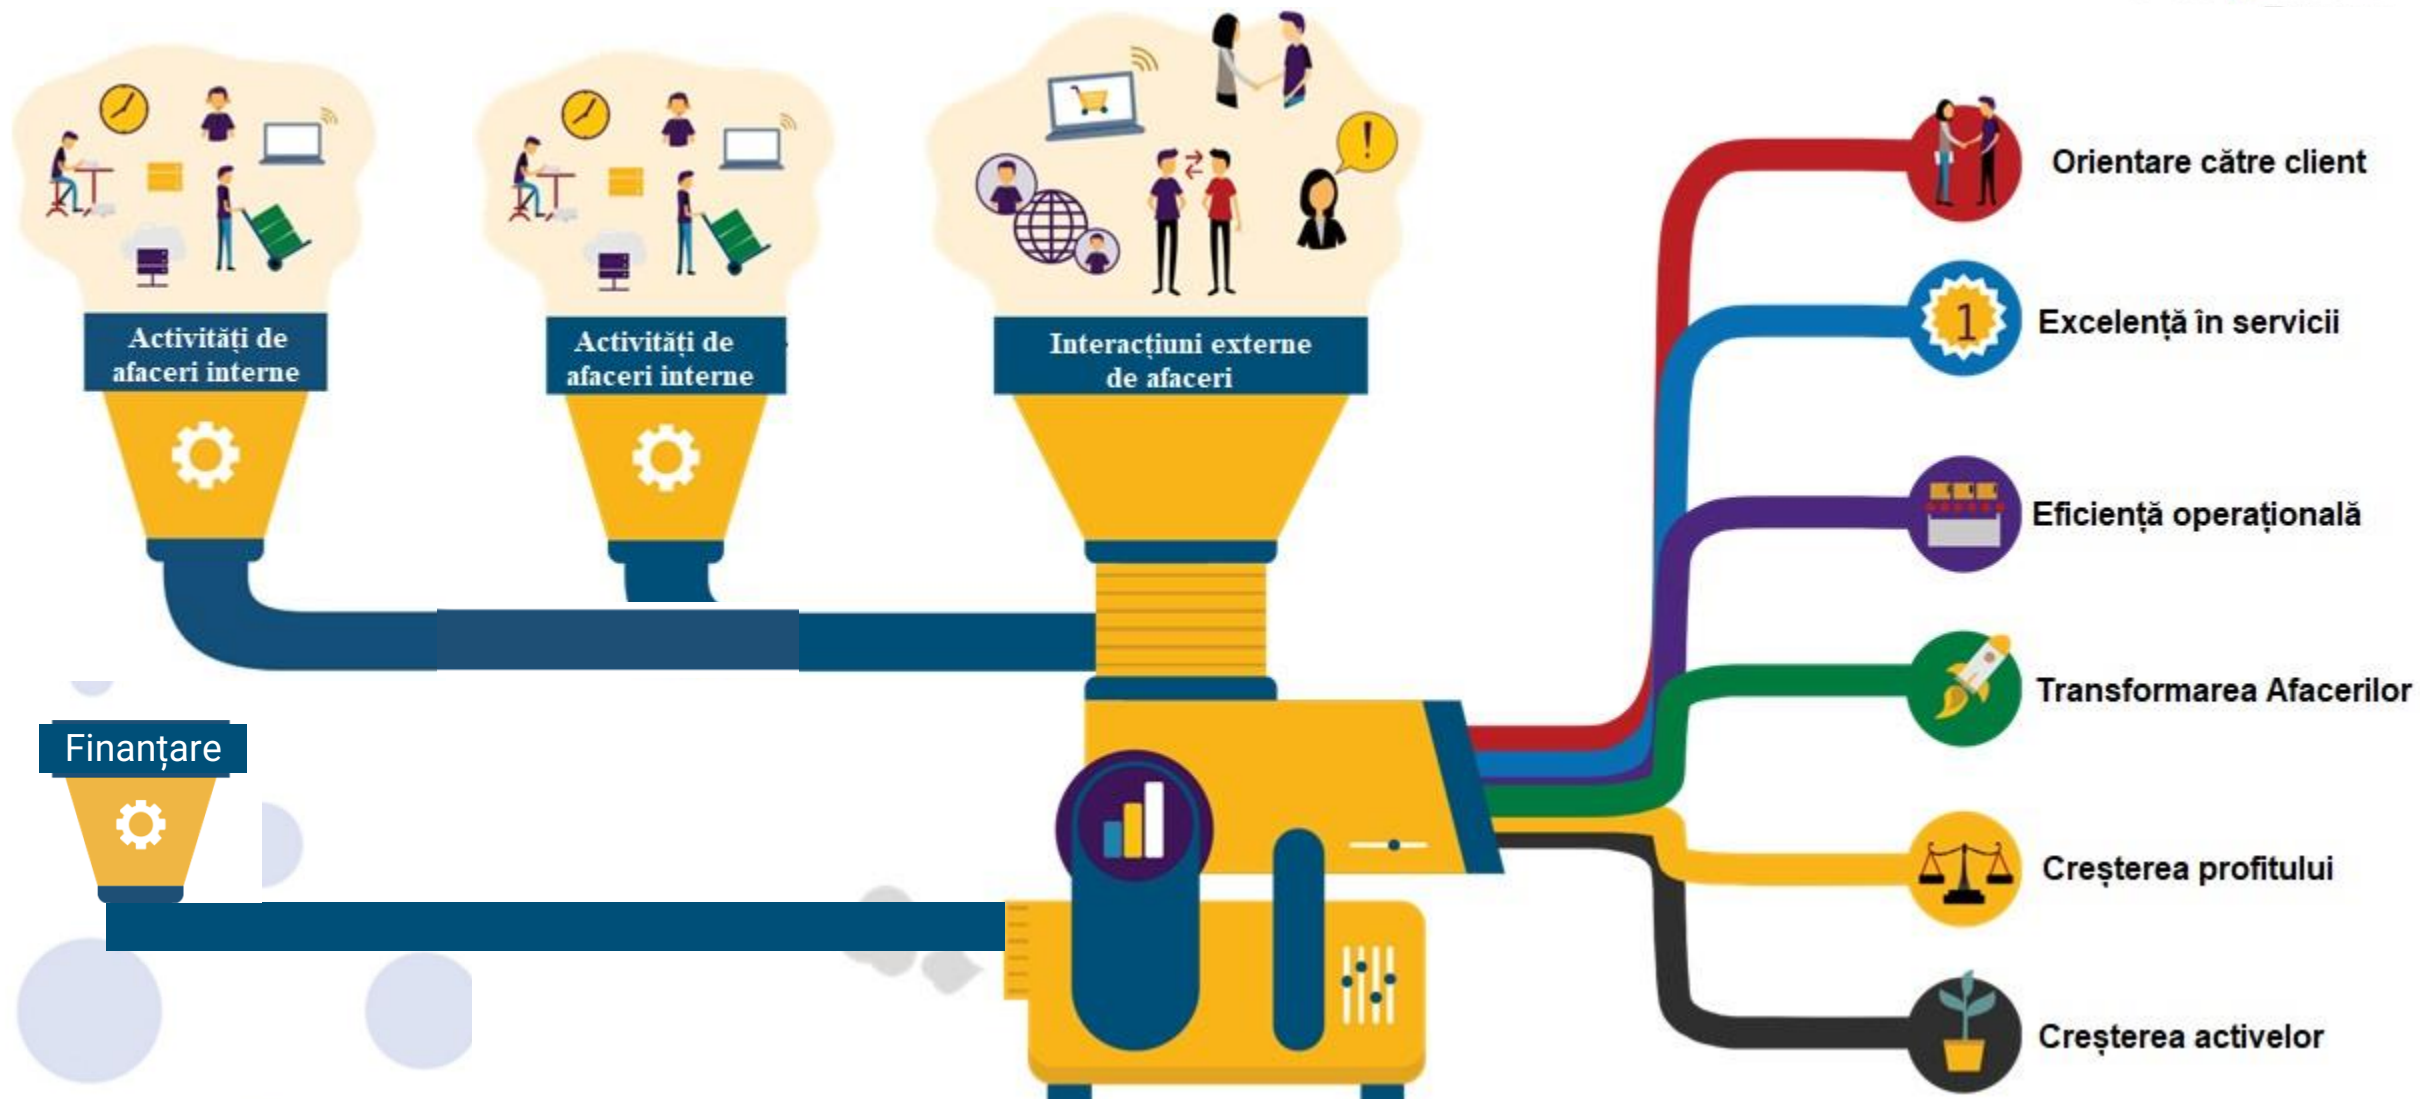 Activități de
afaceri interne
Activități de
afaceri interne
Interacțiuni externe
de afaceri
Orientare către client
1
Excelență în servicii
Eficiență operațională
Transformarea Afacerilor
Finanțare
Creșterea profitului
Creșterea activelor